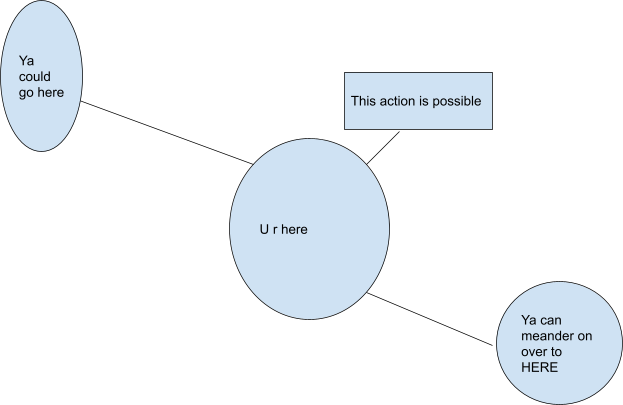 Ya
could
go here
This action is possible
U r here
Ya can
meander on
over to
HERE